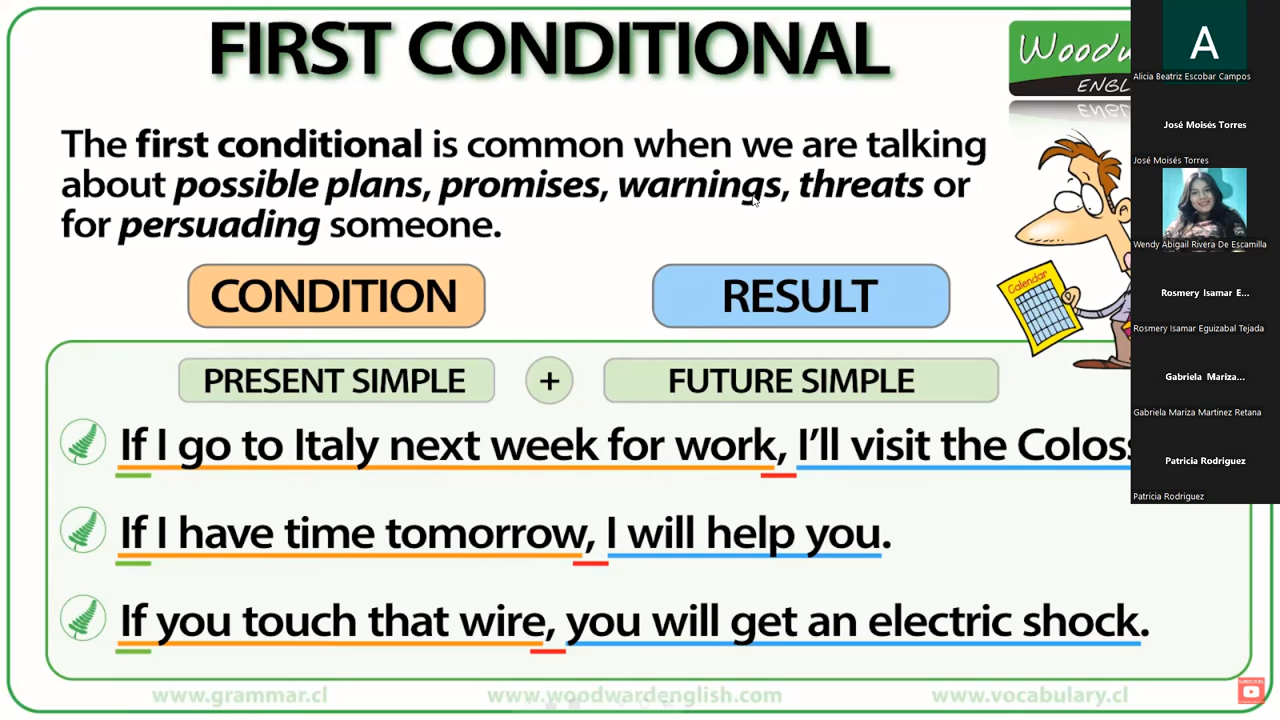 FIRST CONDITIONAL
The first conditional is common when we are talking
about possible plans, promises, warnings, threats or
for persuading someone.
CONDITION
RESULT
PRESENT SIMPLE + FUTURE SIMPLE
If I go to Italy next week for work, I'll visit the Coloss
If I have time tomorrow, I will help you.
If you touch that wire, you will get an electric shock.
www.grammar.cl
www.woodwardenglish.com
www.vocabulary.cl
Woodw
ENGL
Calendar
A
Alicia Beatriz Escobar Campos
José Moisés Torres
José Moisés Torres
Wendy Abigail Rivera De Escamilla
Rosmery Isamar E...
Rosmery Isamar Eguizabal Tejada
Gabriela Mariza...
Gabriela Mariza Martinez Retana
Patricia Rodriguez
Patricia Rodriguez
SUBSCRIBE